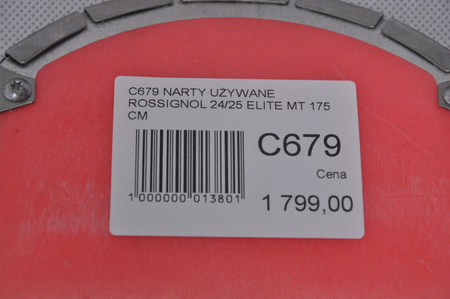 C679 NARTY UŻYWANE
ROSSIGNOL 24/25 ELITE MT 175
CM
C679
Cena
1 000000 013801
1 799,00